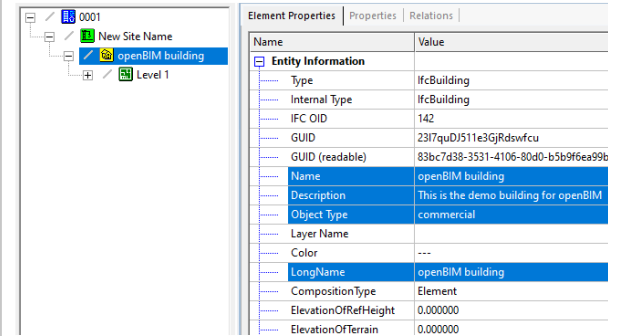 0001
New Site Name
openBIM building
Level 1
Element Properties Properties Relations
Name Value
Entity Information
Type IfcBuilding
Internal Type IfcBuilding
IFC OID 142
GUID 23I7quDJ511e3GjRdswfcu
GUID (readable) 83bc7d38-3531-4106-80d0-b5b9f6ea99b
Name openBIM building
Description This is the demo building for openBIM
Object Type commercial
Layer Name
Color ---
LongName openBIM building
CompositionType Element
ElevationOfRefHeight 0.000000
ElevationOfTerrain 0.000000